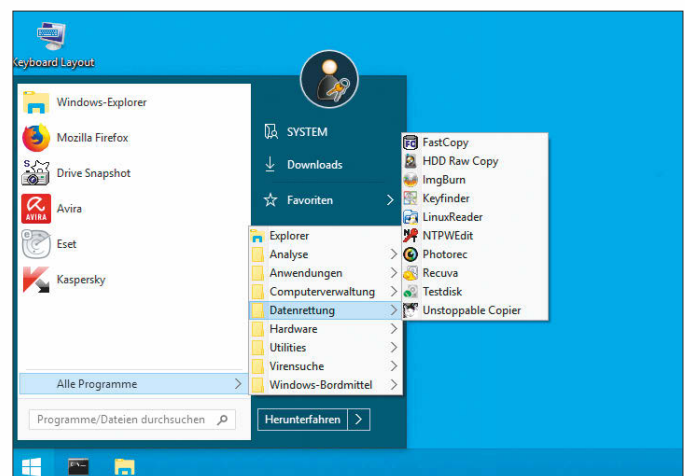 Keyboard Layout
Windows-Explorer
Mozilla Firefox
Drive Snapshot
Avira
Eset
Kaspersky
Alle Programme
Programme/Dateien durchsuchen
SYSTEM
Downloads
Favoriten
Herunterfahren
Explorer
Analyse
Anwendungen
Computerverwaltung
Datenrettung
Hardware
Utilities
Virensuche
Windows-Bordmittel
FastCopy
HDD Raw Copy
ImgBurn
Keyfinder
LinuxReader
NTPWEdit
Photorec
Recuva
Testdisk
Unstoppable Copier